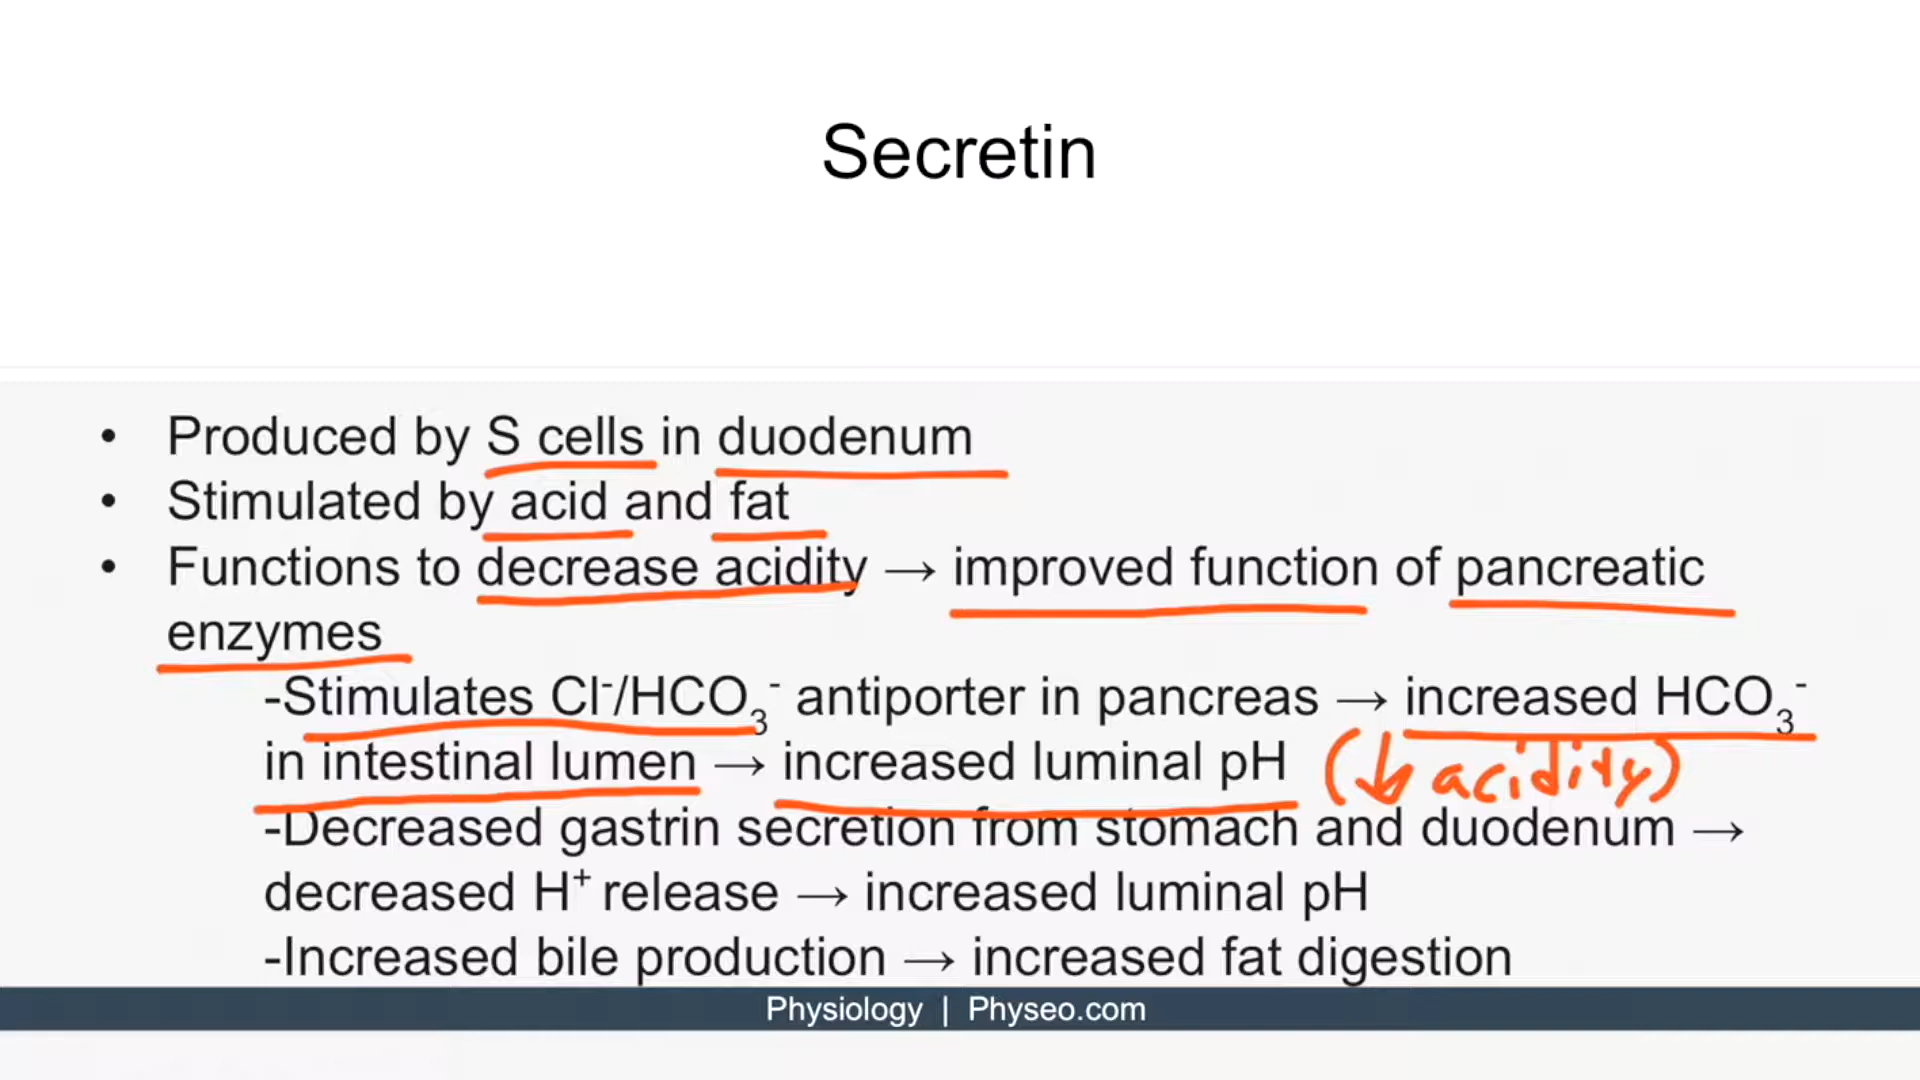 Secretin
• Produced by S cells in duodenum
• Stimulated by acid and fat
• Functions to decrease acidity → improved function of pancreatic
enzymes
-Stimulates Cl⁻/HCO₃⁻ antiporter in pancreas → increased HCO₃⁻
in intestinal lumen → increased luminal pH (↓ acidity)
-Decreased gastrin secretion from stomach and duodenum →
decreased H⁺ release → increased luminal pH
-Increased bile production → increased fat digestion
Physiology | Physeo.com